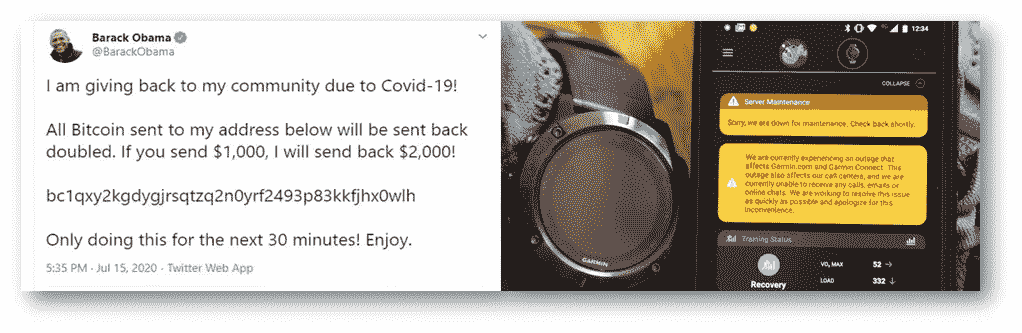 Barack Obama
@BarackObama
I am giving back to my community due to Covid-19!
All Bitcoin sent to my address below will be sent back
doubled. If you send $1,000, I will send back $2,000!
bc1qxy2kgdygjrsqtzq2n0yrf2493p83kkfjhx0wlh
Only doing this for the next 30 minutes! Enjoy.
5:35 PM · Jul 15, 2020 · Twitter Web App
GARMIN
12:34
COLLAPSE
Server Maintenance
Sorry, we are down for maintenance. Check back shortly.
We are currently experiencing an outage that
affects Garmin.com and Garmin Connect. This
outage also affects our call centers, and we are
currently unable to receive any calls, emails or
online chats. We are working to resolve this issue
as quickly as possible and apologize for this
inconvenience.
Training Status
Recovery
VO₂ MAX 52
LOAD 332